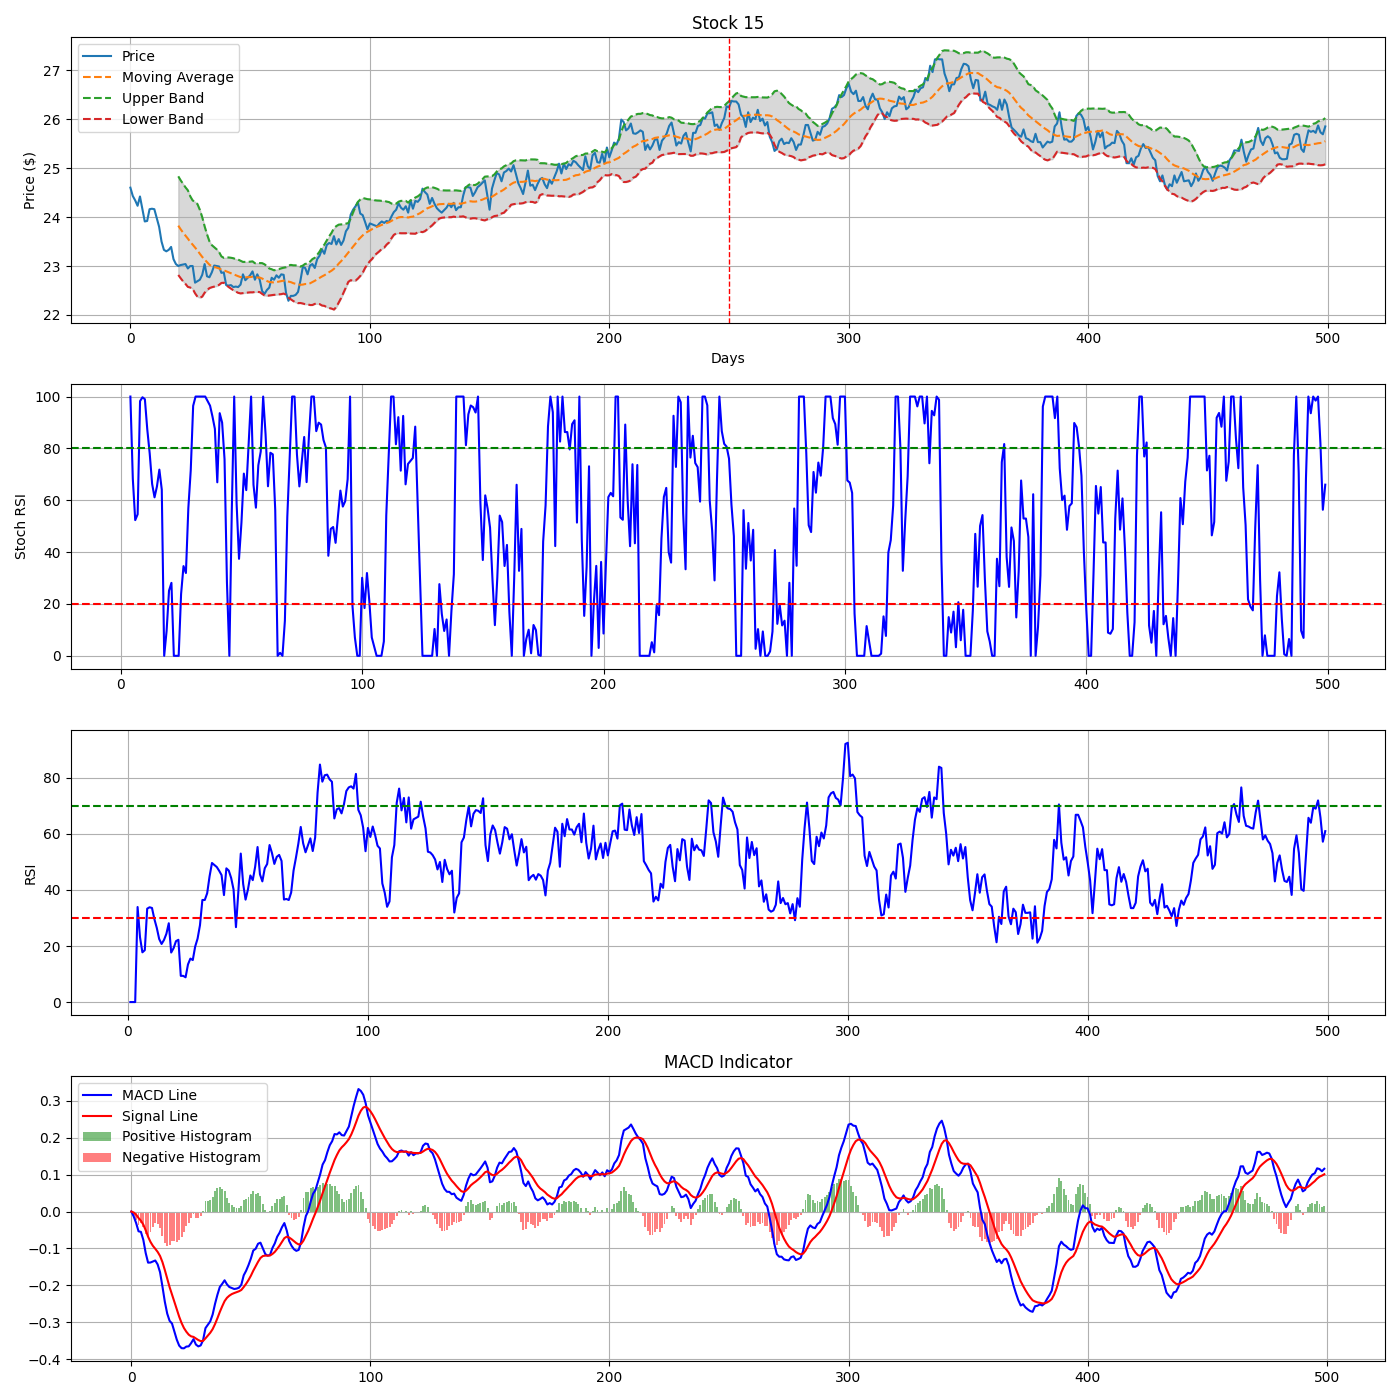 Stock 15
Price
Moving Average
Upper Band
Lower Band
Price ($)
27
26
25
24
23
22
0 100 200 300 400 500
Days
Stoch RSI
100
80
60
40
20
0
0 100 200 300 400 500
RSI
80
60
40
20
0
0 100 200 300 400 500
MACD Indicator
MACD Line
Signal Line
Positive Histogram
Negative Histogram
0.3
0.2
0.1
0.0
−0.1
−0.2
−0.3
−0.4
0 100 200 300 400 500